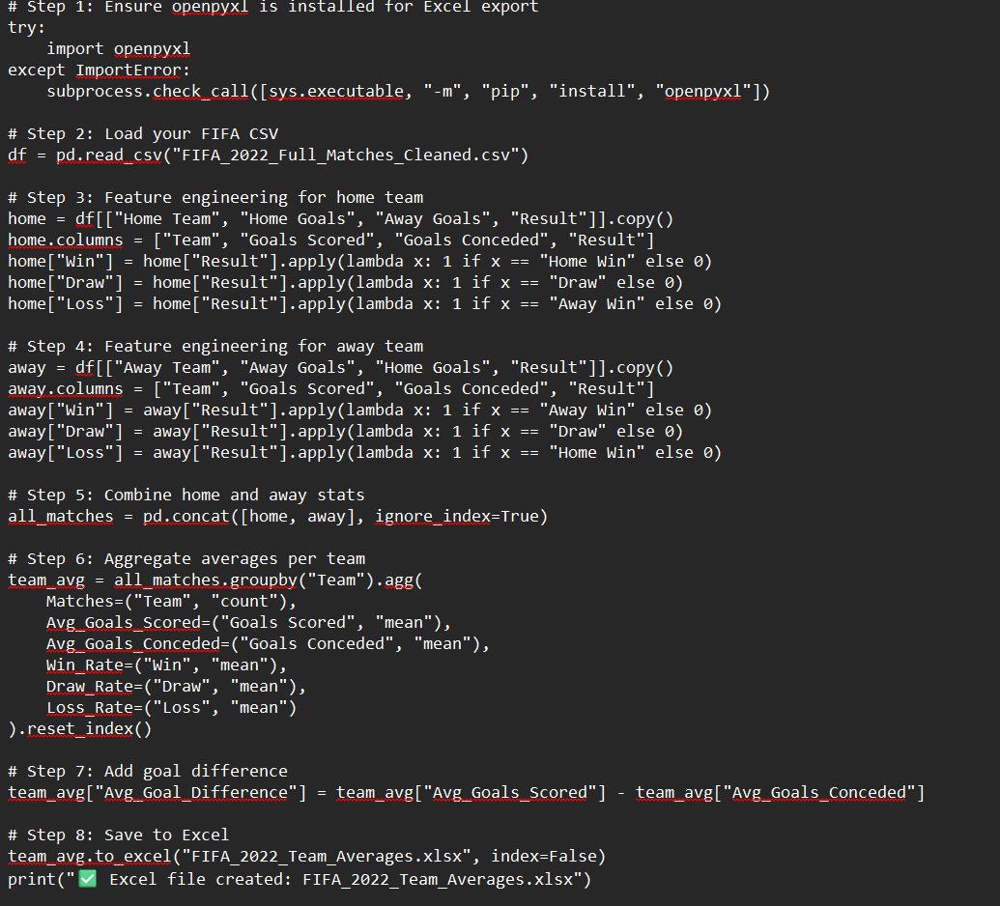 # Step 1: Ensure openpyxl is installed for Excel export
try:
    import openpyxl
except ImportError:
    subprocess.check_call([sys.executable, "-m", "pip", "install", "openpyxl"])

# Step 2: Load your FIFA CSV
df = pd.read_csv("FIFA_2022_Full_Matches_Cleaned.csv")

# Step 3: Feature engineering for home team
home = df[["Home Team", "Home Goals", "Away Goals", "Result"]].copy()
home.columns = ["Team", "Goals Scored", "Goals Conceded", "Result"]
home["Win"] = home["Result"].apply(lambda x: 1 if x == "Home Win" else 0)
home["Draw"] = home["Result"].apply(lambda x: 1 if x == "Draw" else 0)
home["Loss"] = home["Result"].apply(lambda x: 1 if x == "Away Win" else 0)

# Step 4: Feature engineering for away team
away = df[["Away Team", "Away Goals", "Home Goals", "Result"]].copy()
away.columns = ["Team", "Goals Scored", "Goals Conceded", "Result"]
away["Win"] = away["Result"].apply(lambda x: 1 if x == "Away Win" else 0)
away["Draw"] = away["Result"].apply(lambda x: 1 if x == "Draw" else 0)
away["Loss"] = away["Result"].apply(lambda x: 1 if x == "Home Win" else 0)

# Step 5: Combine home and away stats
all_matches = pd.concat([home, away], ignore_index=True)

# Step 6: Aggregate averages per team
team_avg = all_matches.groupby("Team").agg(
    Matches=("Team", "count"),
    Avg_Goals_Scored=("Goals Scored", "mean"),
    Avg_Goals_Conceded=("Goals Conceded", "mean"),
    Win_Rate=("Win", "mean"),
    Draw_Rate=("Draw", "mean"),
    Loss_Rate=("Loss", "mean")
).reset_index()

# Step 7: Add goal difference
team_avg["Avg_Goal_Difference"] = team_avg["Avg_Goals_Scored"] - team_avg["Avg_Goals_Conceded"]

# Step 8: Save to Excel
team_avg.to_excel("FIFA_2022_Team_Averages.xlsx", index=False)
print("✅ Excel file created: FIFA_2022_Team_Averages.xlsx")